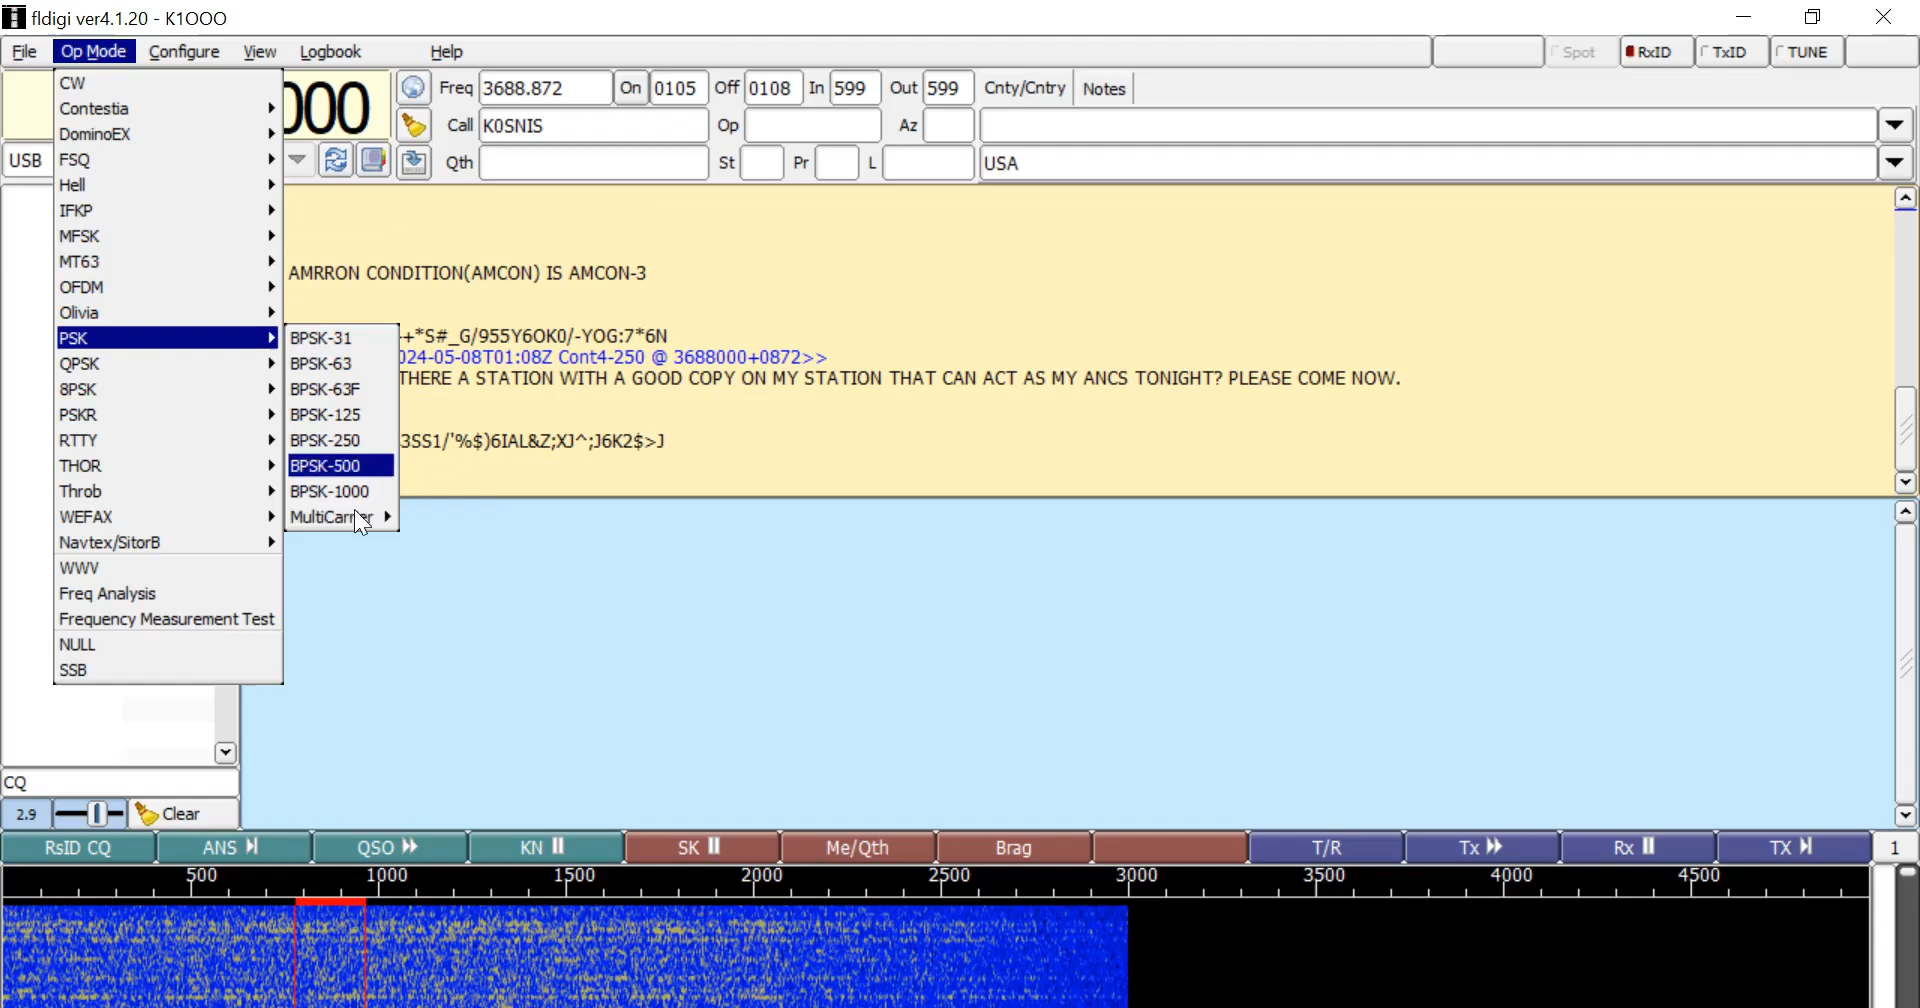 fldigi ver4.1.20 - K1OOO
File Op Mode Configure View Logbook Help
Spot RxID TxID TUNE
000
Freq 3688.872 On 0105 Off 0108 In 599 Out 599 Cnty/Cntry Notes
Call K0SNIS Op Az
USB
Qth St Pr L USA
CW
Contestia
DominoEX
FSQ
Hell
IFKP
MFSK
MT63
OFDM
Olivia
PSK
QPSK
8PSK
PSKR
RTTY
THOR
Throb
WEFAX
Navtex/SitorB
WWV
Freq Analysis
Frequency Measurement Test
NULL
SSB
BPSK-31
BPSK-63
BPSK-63F
BPSK-125
BPSK-250
BPSK-500
BPSK-1000
AMRRON CONDITION(AMCON) IS AMCON-3
+*S#_G/955Y6OK0/-YOG:7*6N
024-05-08T01:08Z Cont4-250 @ 3688000+0872>>
THERE A STATION WITH A GOOD COPY ON MY STATION THAT CAN ACT AS MY ANCS TONIGHT? PLEASE COME NOW.
3SS1/'%$)6IAL&Z;XJ^;J6K2$>J
CQ
2.9 Clear
RsID CQ ANS QSO KN SK Me/Qth Brag T/R Tx Rx TX 1
500 1000 1500 2000 2500 3000 3500 4000 4500